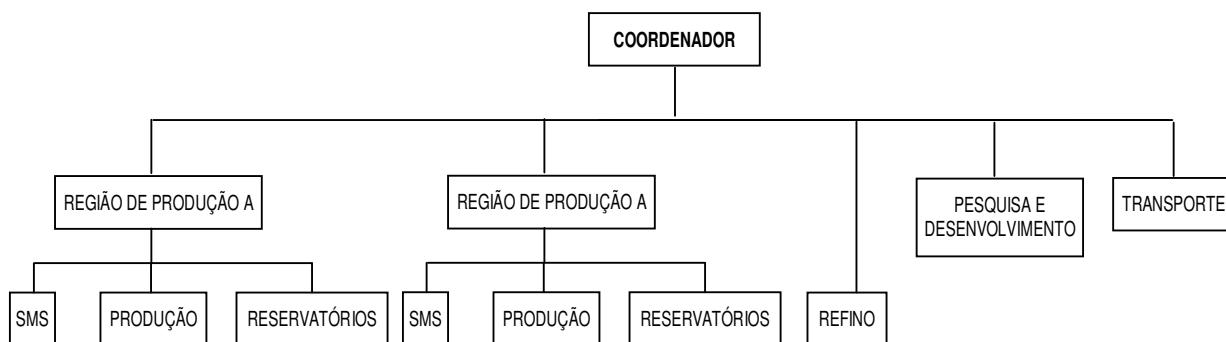 COORDENADOR
REGIÃO DE PRODUÇÃO A
REGIÃO DE PRODUÇÃO A
PESQUISA E
DESENVOLVIMENTO
TRANSPORTE
SMS
PRODUÇÃO
RESERVATÓRIOS
SMS
PRODUÇÃO
RESERVATÓRIOS
REFINO